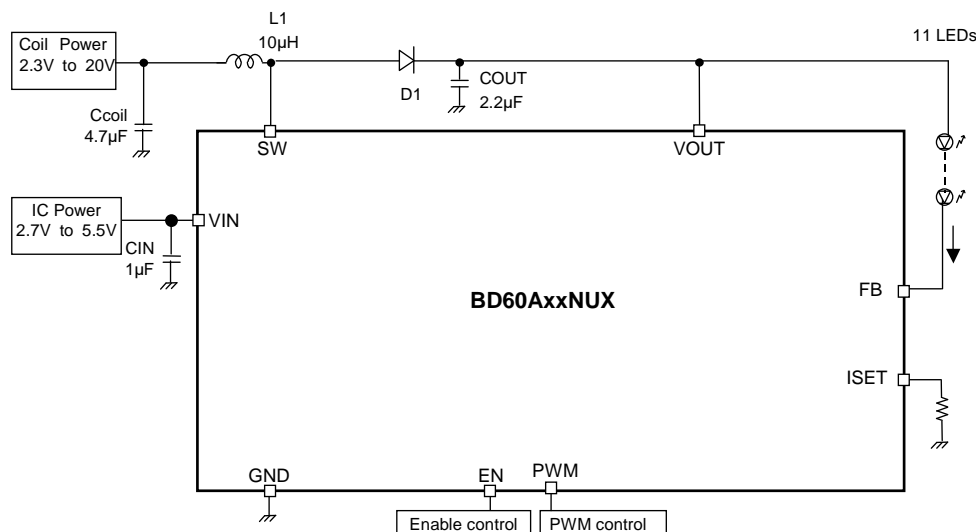 L1
10µH
11 LEDs
Coil Power
2.3V to 20V
D1
COUT
2.2µF
Ccoil
4.7µF
SW
VOUT
IC Power
2.7V to 5.5V
VIN
CIN
1µF
BD60AxxNUX
FB
ISET
GND
EN
PWM
Enable control
PWM control